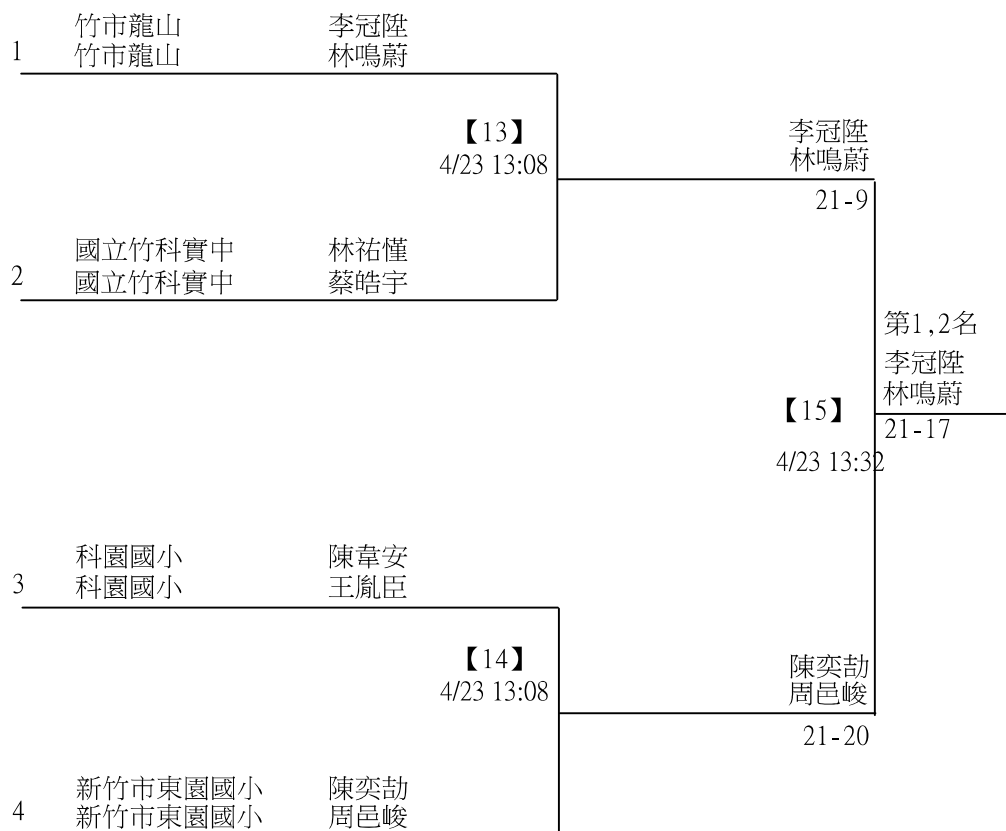 竹市龍山 李冠陞
1 竹市龍山 林鳴蔚
【13】
4/23 13:08
李冠陞
林鳴蔚
21-9
國立竹科實中 林祐慬
2 國立竹科實中 蔡皓宇
第1,2名
李冠陞
林鳴蔚
【15】
21-17
4/23 13:32
科園國小 陳韋安
3 科園國小 王胤臣
【14】
4/23 13:08
陳奕劼
周邑峻
21-20
新竹市東園國小 陳奕劼
4 新竹市東園國小 周邑峻